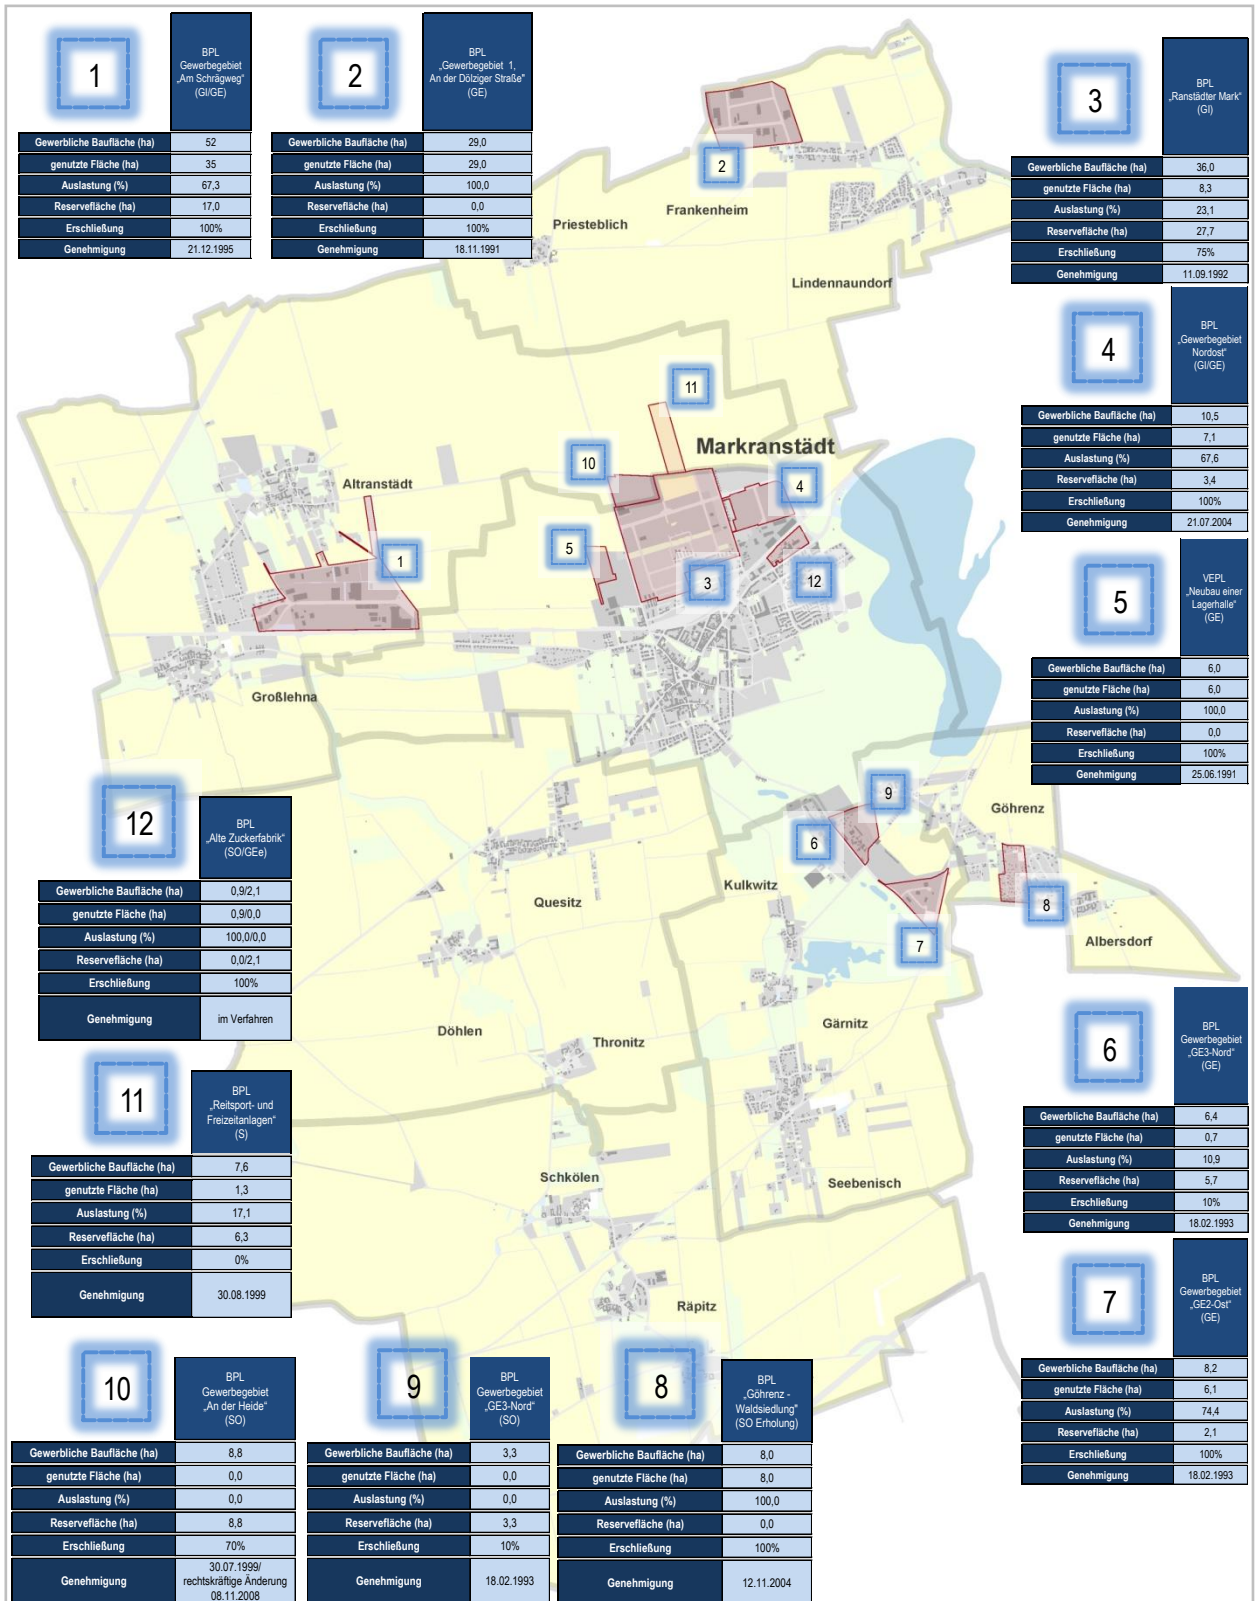 1
BPL
Gewerbegebiet
„Am Schrägweg"
(GI/GE)
Gewerbliche Baufläche (ha) 52
genutzte Fläche (ha) 35
Auslastung (%) 67,3
Reservefläche (ha) 17,0
Erschließung 100%
Genehmigung 21.12.1995
2
BPL
„Gewerbegebiet 1,
An der Dölziger Straße"
(GE)
Gewerbliche Baufläche (ha) 29,0
genutzte Fläche (ha) 29,0
Auslastung (%) 100,0
Reservefläche (ha) 0,0
Erschließung 100%
Genehmigung 18.11.1991
3
BPL
„Ranstädter Mark"
(GI)
Gewerbliche Baufläche (ha) 36,0
genutzte Fläche (ha) 8,3
Auslastung (%) 23,1
Reservefläche (ha) 27,7
Erschließung 75%
Genehmigung 11.09.1992
4
BPL
„Gewerbegebiet
Nordost"
(GI/GE)
Gewerbliche Baufläche (ha) 10,5
genutzte Fläche (ha) 7,1
Auslastung (%) 67,6
Reservefläche (ha) 3,4
Erschließung 100%
Genehmigung 21.07.2004
5
VEPL
„Neubau einer
Lagerhalle"
(GE)
Gewerbliche Baufläche (ha) 6,0
genutzte Fläche (ha) 6,0
Auslastung (%) 100,0
Reservefläche (ha) 0,0
Erschließung 100%
Genehmigung 25.06.1991
2
Frankenheim
Priesteblich
Lindennaundorf
11
Markranstädt
10
4
Altranstädt
5
1
3
12
Großlehna
9
Göhrenz
6
Kulkwitz
Quesitz
8
7
Albersdorf
Gärnitz
Döhlen
Thronitz
Schkölen
Seebenisch
Räpitz
12
BPL
„Alte Zuckerfabrik"
(SO/GEe)
Gewerbliche Baufläche (ha) 0,9/2,1
genutzte Fläche (ha) 0,9/0,0
Auslastung (%) 100,0/0,0
Reservefläche (ha) 0,0/2,1
Erschließung 100%
Genehmigung im Verfahren
11
BPL
„Reitsport- und
Freizeitanlagen"
(S)
Gewerbliche Baufläche (ha) 7,6
genutzte Fläche (ha) 1,3
Auslastung (%) 17,1
Reservefläche (ha) 6,3
Erschließung 0%
Genehmigung 30.08.1999
6
BPL
Gewerbegebiet
„GE3-Nord"
(GE)
Gewerbliche Baufläche (ha) 6,4
genutzte Fläche (ha) 0,7
Auslastung (%) 10,9
Reservefläche (ha) 5,7
Erschließung 10%
Genehmigung 18.02.1993
7
BPL
Gewerbegebiet
„GE2-Ost"
(GE)
Gewerbliche Baufläche (ha) 8,2
genutzte Fläche (ha) 6,1
Auslastung (%) 74,4
Reservefläche (ha) 2,1
Erschließung 100%
Genehmigung 18.02.1993
10
BPL
Gewerbegebiet
„An der Heide"
(SO)
Gewerbliche Baufläche (ha) 8,8
genutzte Fläche (ha) 0,0
Auslastung (%) 0,0
Reservefläche (ha) 8,8
Erschließung 70%
Genehmigung 30.07.1999/
rechtskräftige Änderung
08.11.2008
9
BPL
Gewerbegebiet
„GE3-Nord"
(SO)
Gewerbliche Baufläche (ha) 3,3
genutzte Fläche (ha) 0,0
Auslastung (%) 0,0
Reservefläche (ha) 3,3
Erschließung 10%
Genehmigung 18.02.1993
8
BPL
„Göhrenz -
Waldsiedlung"
(SO Erholung)
Gewerbliche Baufläche (ha) 8,0
genutzte Fläche (ha) 8,0
Auslastung (%) 100,0
Reservefläche (ha) 0,0
Erschließung 100%
Genehmigung 12.11.2004